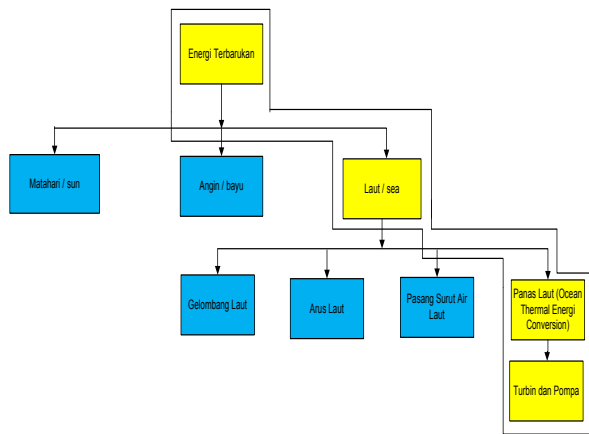 Energi Terbarukan
Matahari / sun
Angin / bayu
Laut / sea
Gelombang Laut
Arus Laut
Pasang Surut Air
Laut
Panas Laut (Ocean
Thermal Energi
Conversion)
Turbin dan Pompa